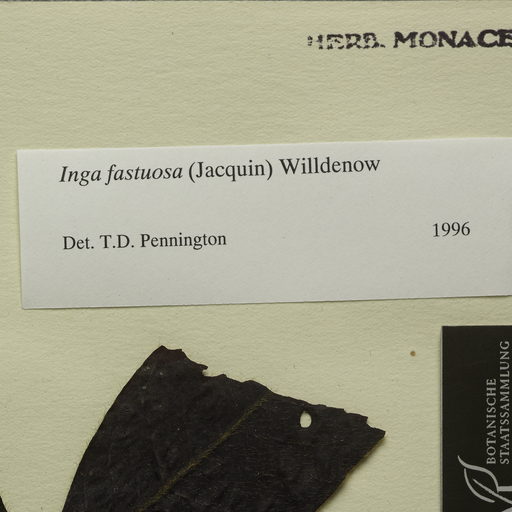 HERB. MONACE
Inga fastuosa (Jacquin) Willdenow
Det. T.D. Pennington 1996
BOTANISCHE
STAATSSAMMLUNG